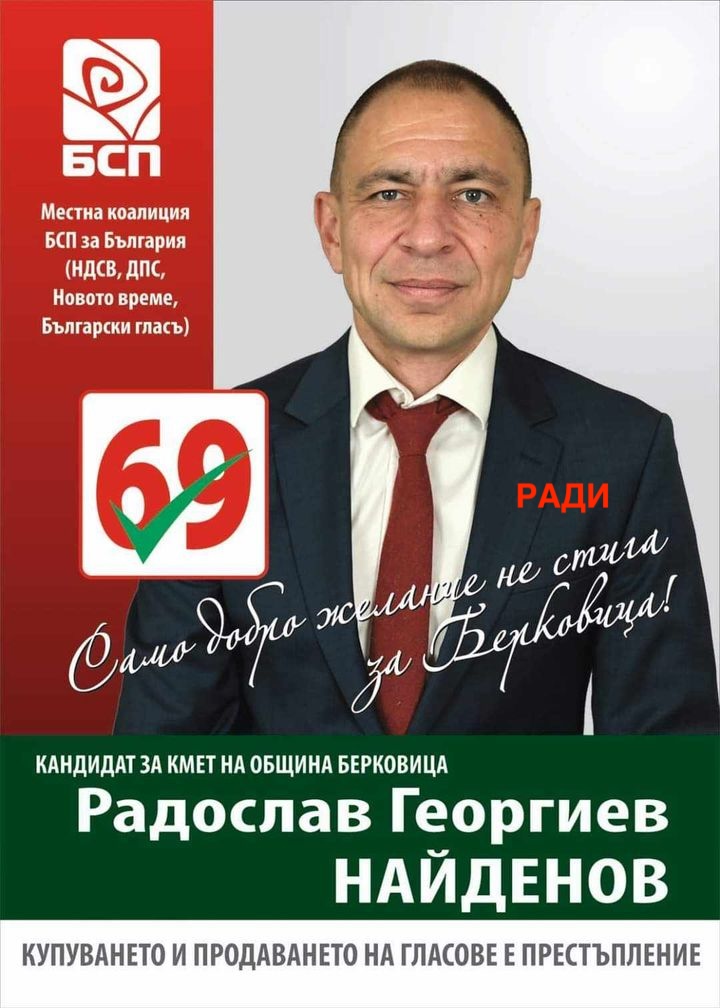 БСП
Местна коалиция
БСП за България
(НДСВ, ДПС,
Новото време,
Български гласъ)
69
РАДИ
Само добро желание не стига
за Берковица!
КАНДИДАТ ЗА КМЕТ НА ОБЩИНА БЕРКОВИЦА
Радослав Георгиев
НАЙДЕНОВ
КУПУВАНЕТО И ПРОДАВАНЕТО НА ГЛАСОВЕ Е ПРЕСТЪПЛЕНИЕ